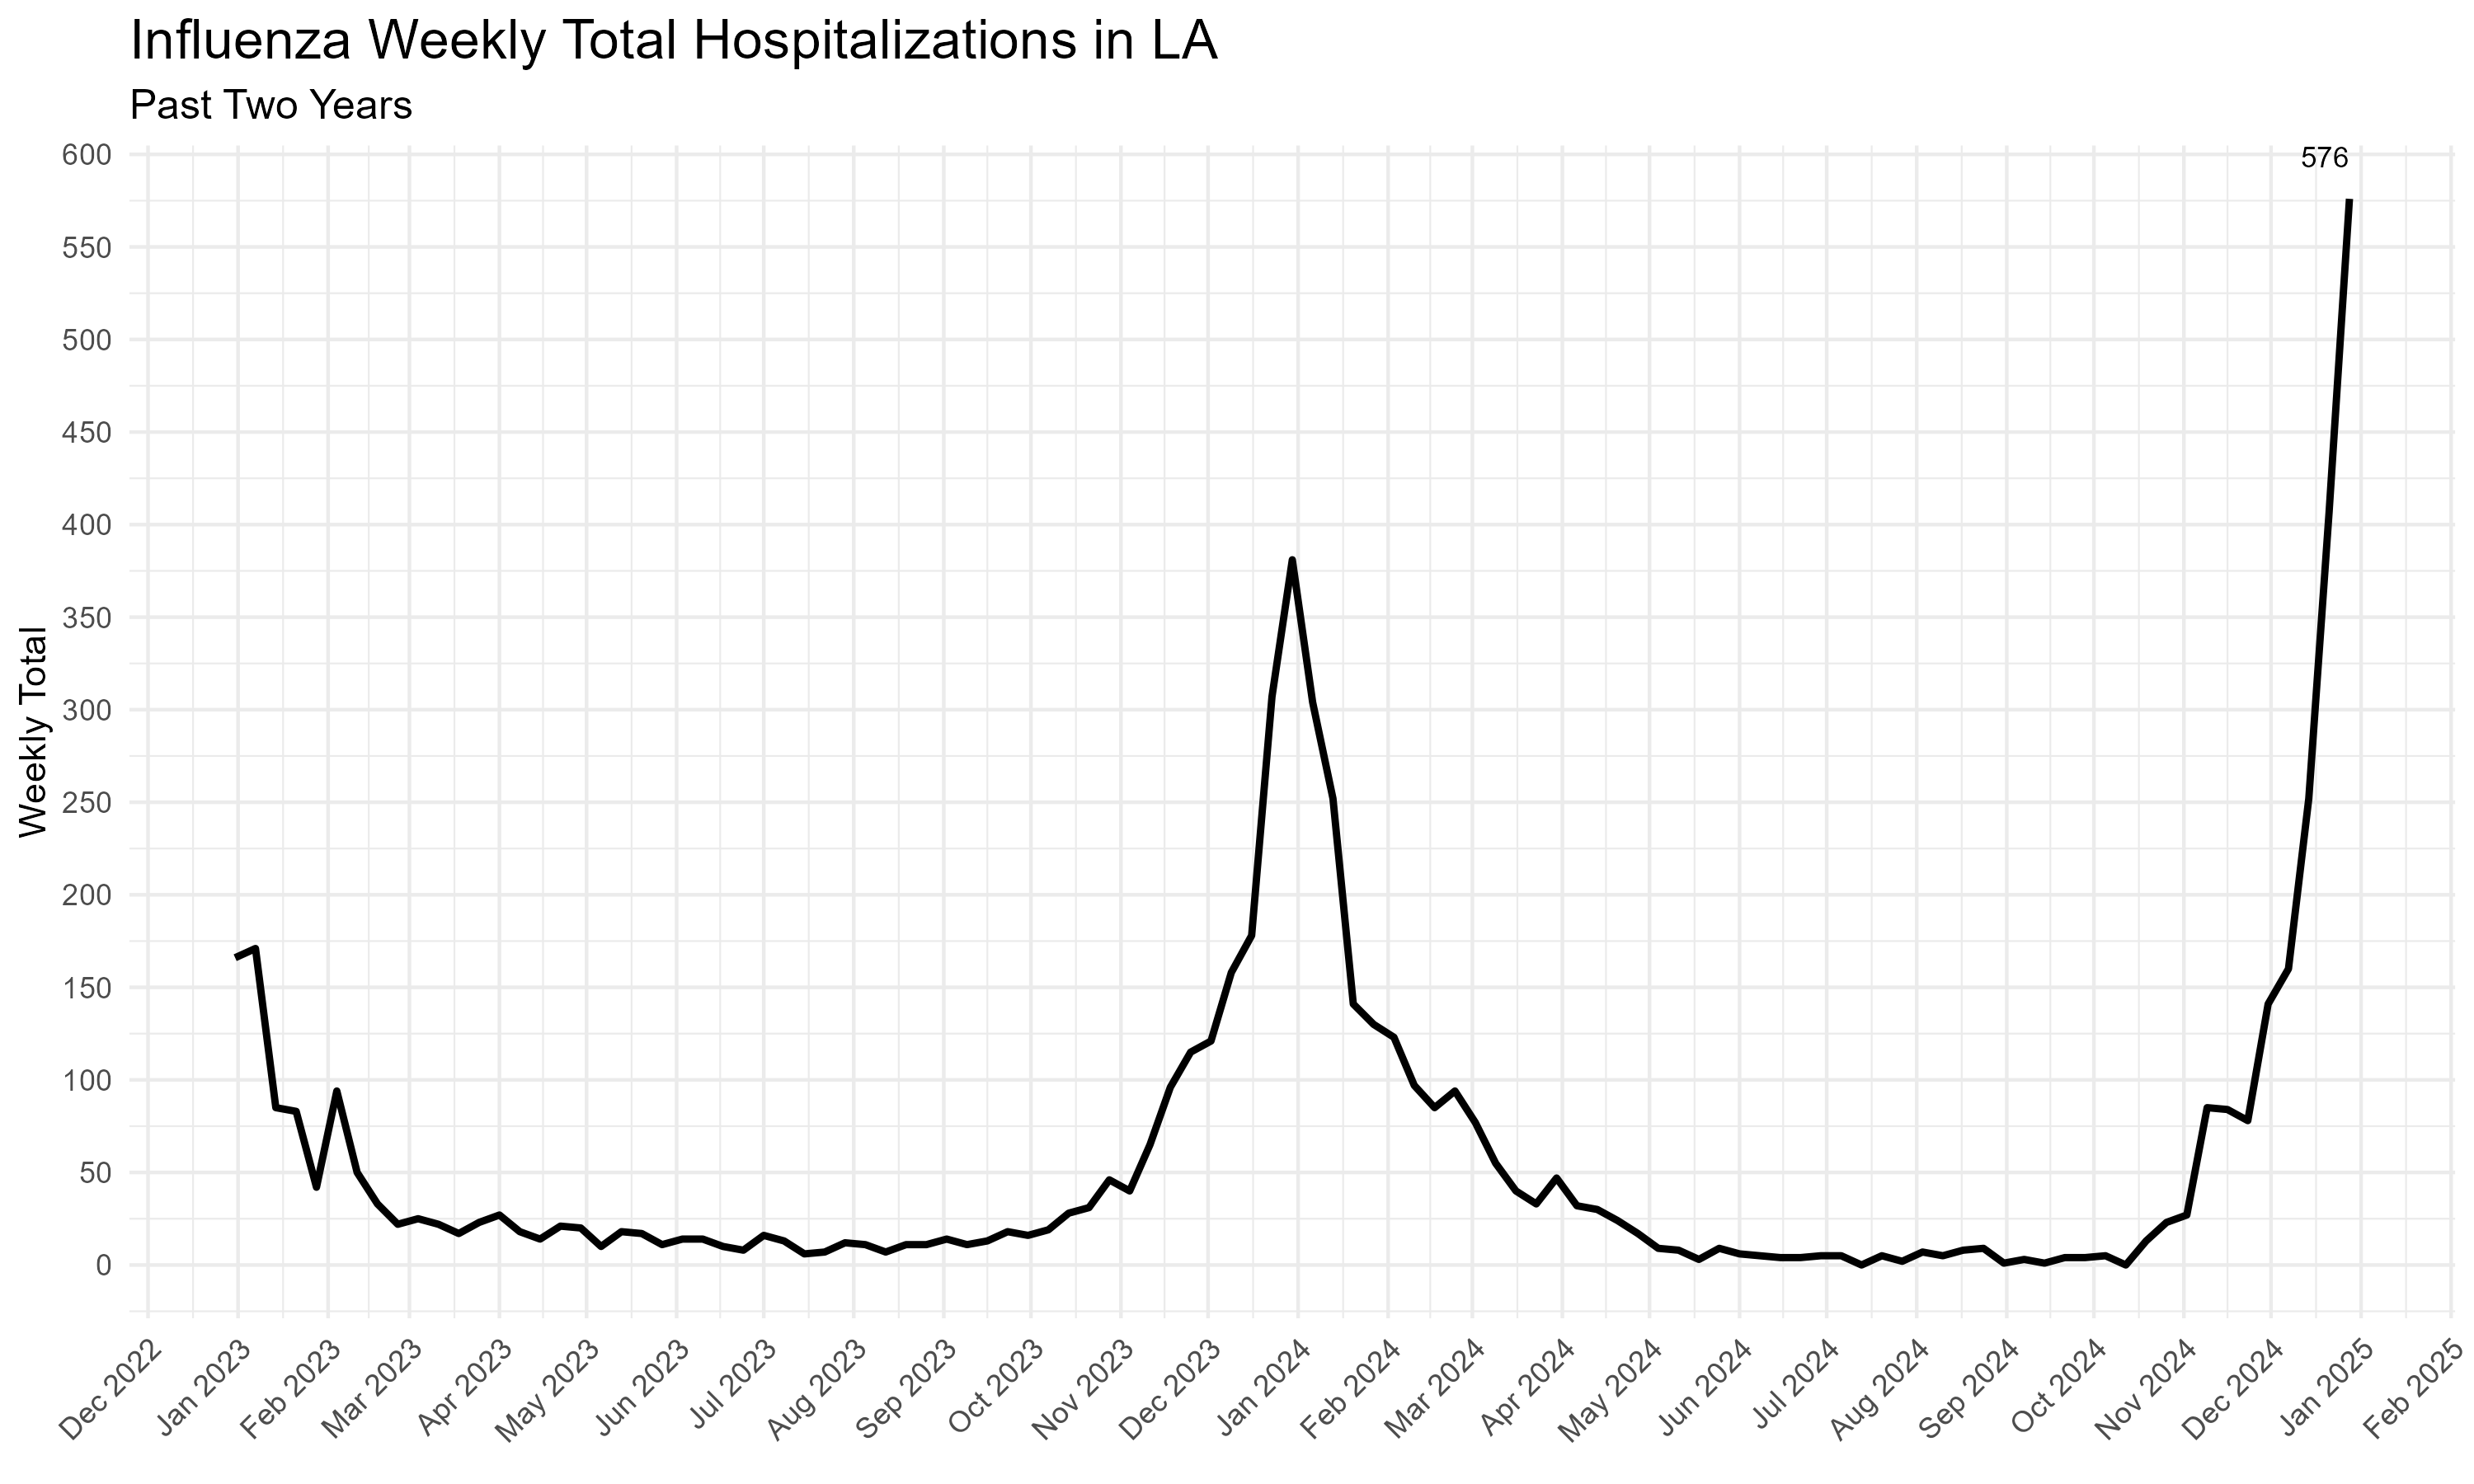 Influenza Weekly Total Hospitalizations in LA
Past Two Years
576
Weekly Total
600
550
500
450
400
350
300
250
200
150
100
50
0
Dec 2022
Jan 2023
Feb 2023
Mar 2023
Apr 2023
May 2023
Jun 2023
Jul 2023
Aug 2023
Sep 2023
Oct 2023
Nov 2023
Dec 2023
Jan 2024
Feb 2024
Mar 2024
Apr 2024
May 2024
Jun 2024
Jul 2024
Aug 2024
Sep 2024
Oct 2024
Nov 2024
Dec 2024
Jan 2025
Feb 2025